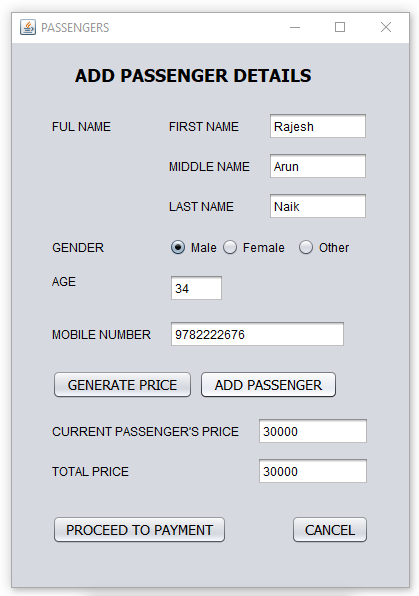 PASSENGERS
ADD PASSENGER DETAILS
FUL NAME FIRST NAME Rajesh
MIDDLE NAME Arun
LAST NAME Naik
GENDER Male Female Other
AGE 34
MOBILE NUMBER 9782222676
GENERATE PRICE ADD PASSENGER
CURRENT PASSENGER'S PRICE 30000
TOTAL PRICE 30000
PROCEED TO PAYMENT CANCEL